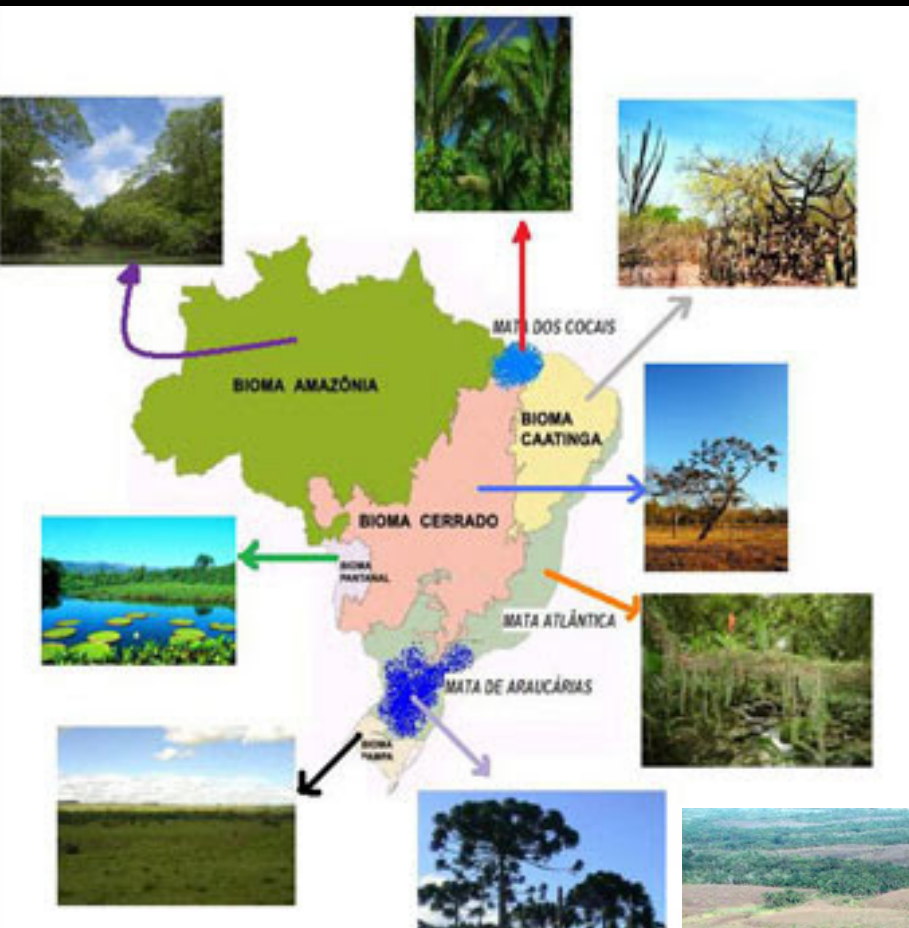 MATA DOS COCAIS
BIOMA AMAZÔNIA
BIOMA
CAATINGA
BIOMA CERRADO
BIOMA
PANTANAL
MATA ATLÂNTICA
MATA DE ARAUCÁRIAS
BIOMA
PAMPA